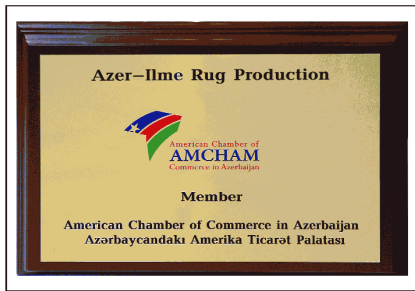 Azer-Ilme Rug Production
American Chamber of
AMCHAM
Commerce in Azerbaijan
Member
American Chamber of Commerce in Azerbaijan
Azərbaycandakı Amerika Ticarət Palatası